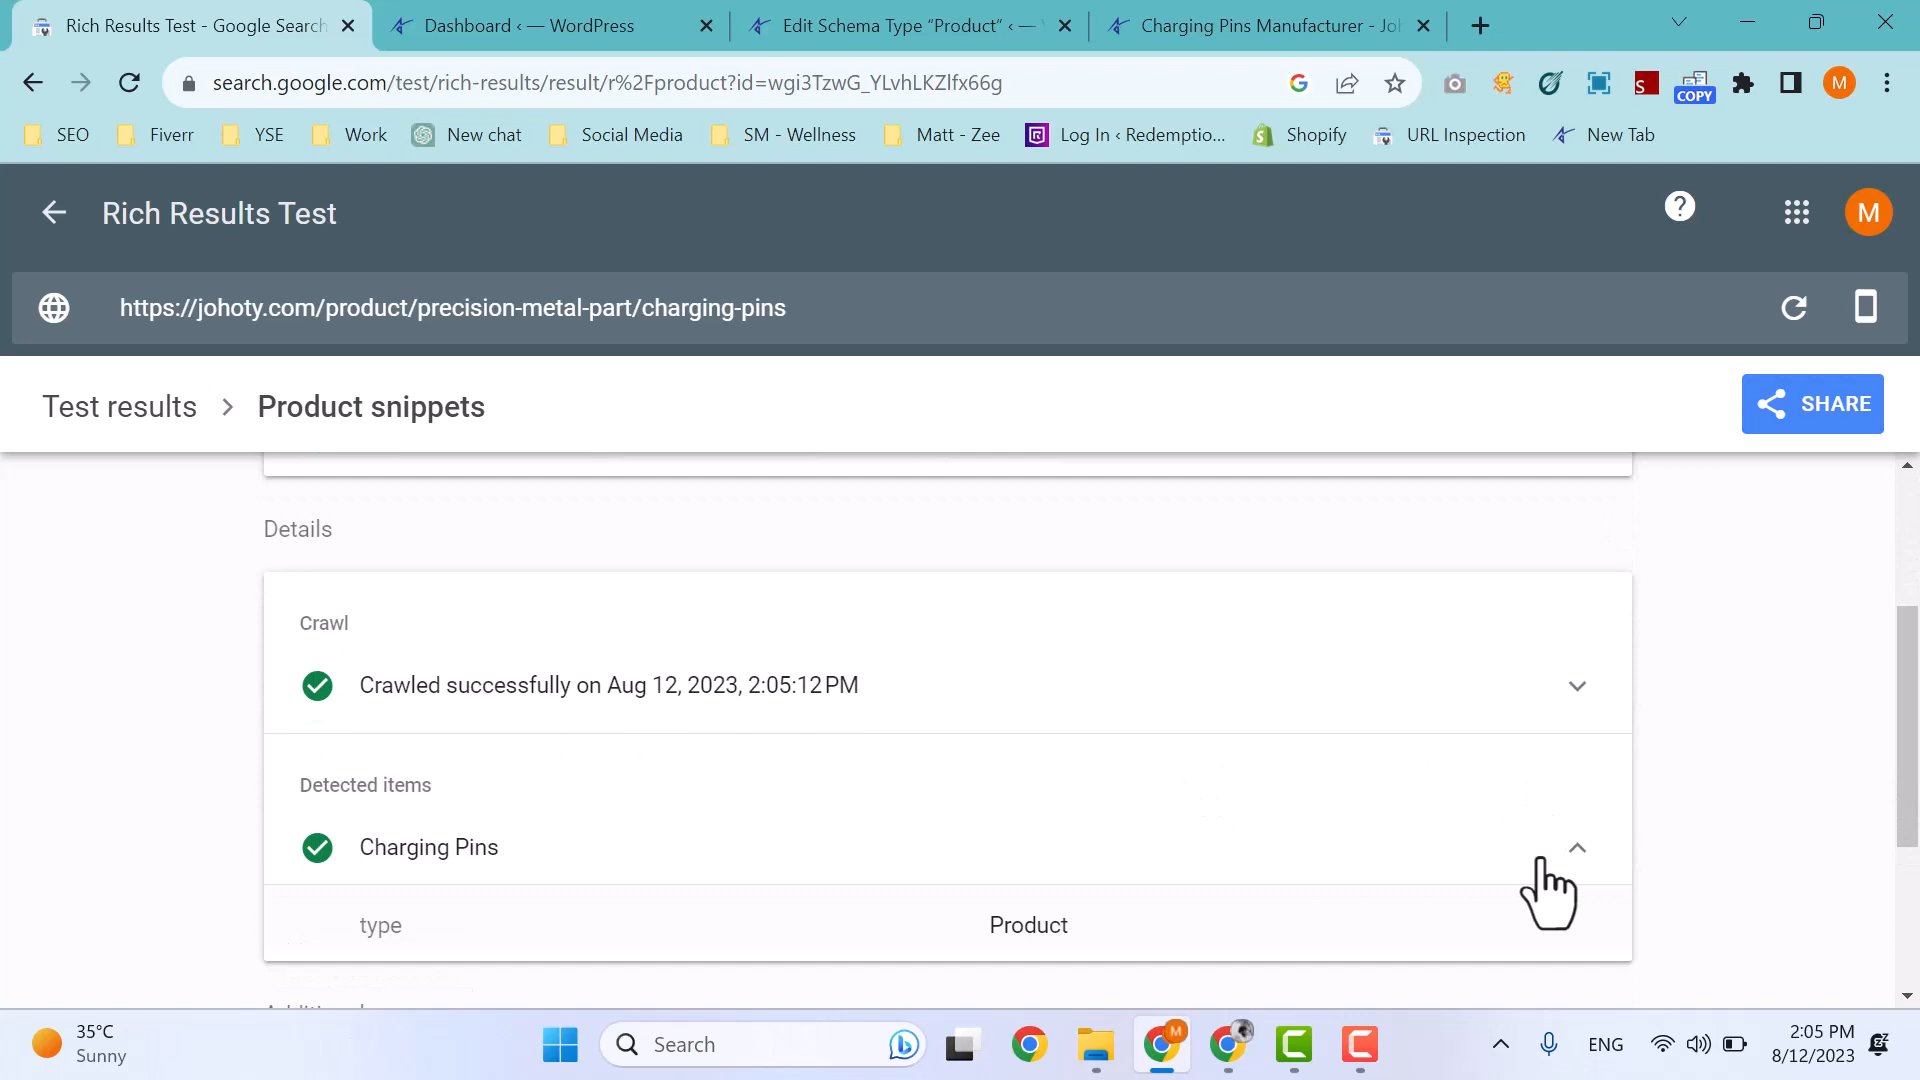 Rich Results Test - Google Search
Dashboard ‹ — WordPress
Edit Schema Type “Product” ‹ —
Charging Pins Manufacturer - Joh
search.google.com/test/rich-results/result/r%2Fproduct?id=wgi3TzwG_YLvhLKZlfx66g
S
COPY
M
SEO
Fiverr
YSE
Work
New chat
Social Media
SM - Wellness
Matt - Zee
Log In ‹ Redemptio...
Shopify
URL Inspection
New Tab
Rich Results Test
?
M
https://johoty.com/product/precision-metal-part/charging-pins
Test results > Product snippets
SHARE
Details
Crawl
Crawled successfully on Aug 12, 2023, 2:05:12 PM
Detected items
Charging Pins
type
Product
35°C
Sunny
Search
M
ENG
2:05 PM
8/12/2023